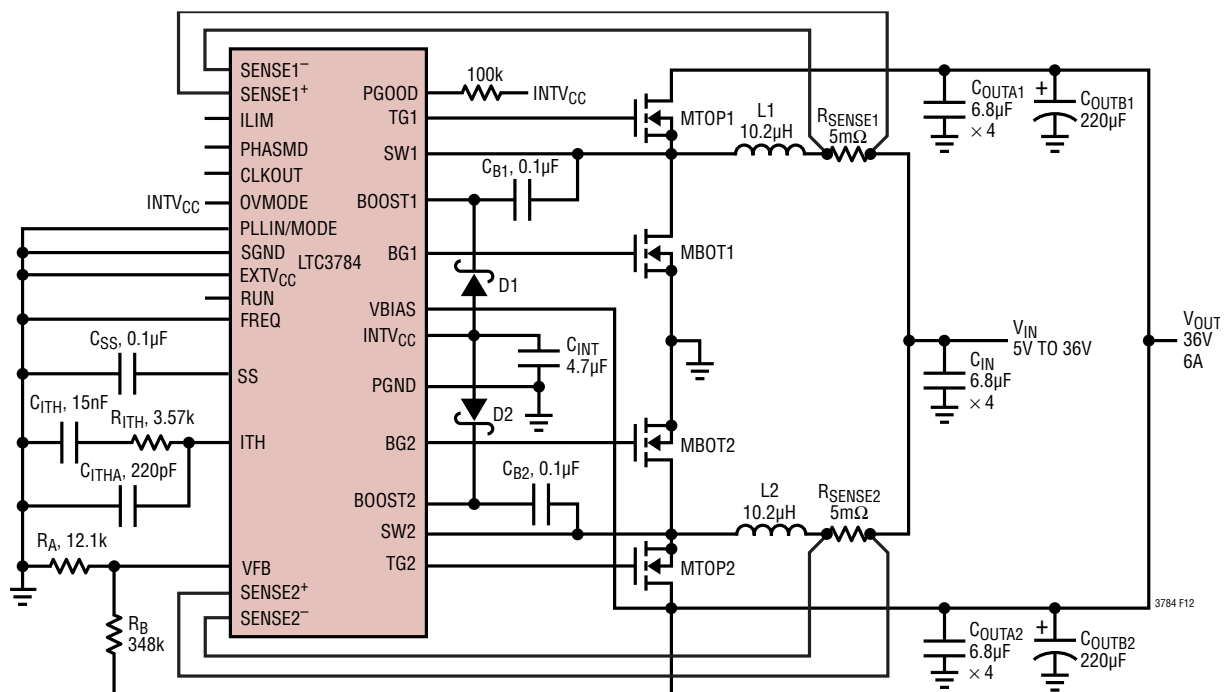 SENSE1–
SENSE1+
ILIM
PHASMD
CLKOUT
INTVCC
OVMODE
PLLIN/MODE
SGND
LTC3784
EXTVCC
RUN
FREQ
CSS, 0.1µF
SS
CITH, 15nF
RITH, 3.57k
ITH
CITHA, 220pF
RA, 12.1k
VFB
SENSE2+
SENSE2–
RB
348k
PGOOD
100k
INTVCC
TG1
MTOP1
SW1
CB1, 0.1µF
BOOST1
BG1
MBOT1
D1
VBIAS
INTVCC
CINT
4.7µF
PGND
D2
BG2
MBOT2
CB2, 0.1µF
BOOST2
SW2
TG2
MTOP2
L1
10.2µH
RSENSE1
5mΩ
L2
10.2µH
RSENSE2
5mΩ
COUTA1
6.8µF
× 4
+
COUTB1
220µF
VIN
5V TO 36V
CIN
6.8µF
× 4
VOUT
36V
6A
3784 F12
COUTA2
6.8µF
× 4
+
COUTB2
220µF